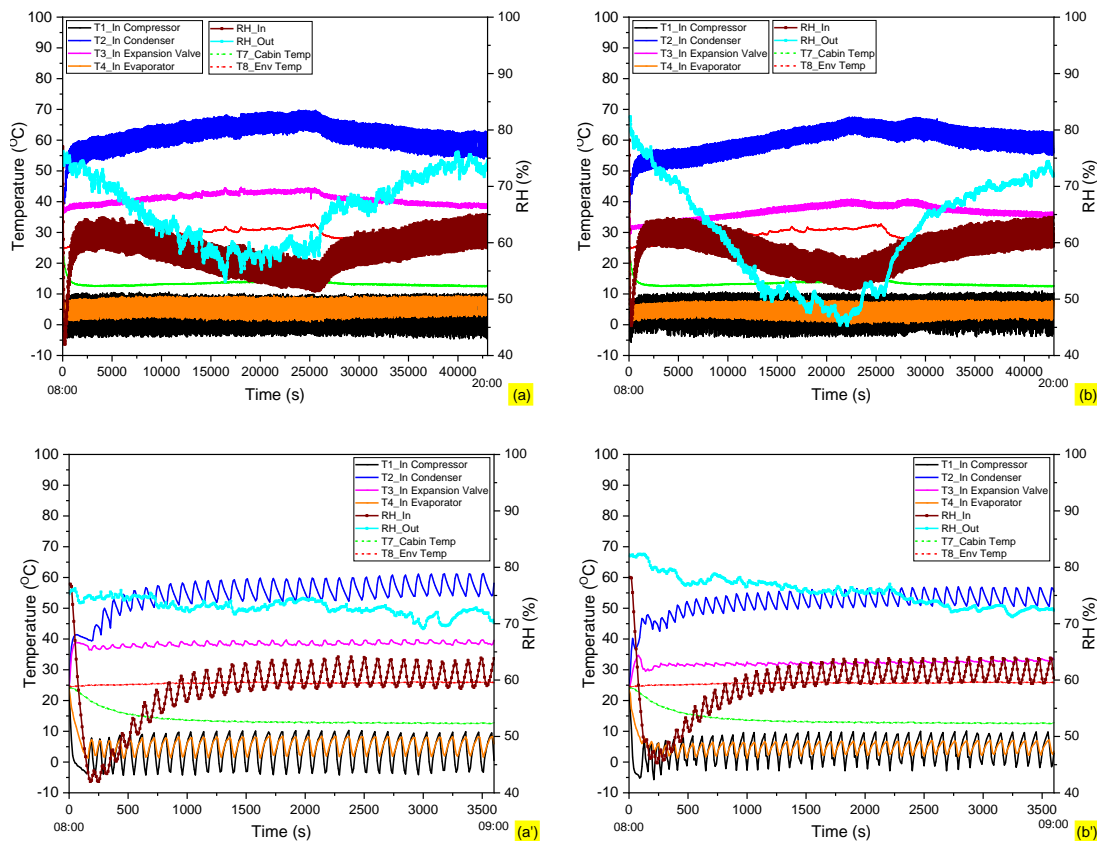 100
90
80
70
60
50
40
30
20
10
0
-10
Temperature (OC)
T1_In Compressor
T2_In Condenser
T3_In Expansion Valve
T4_In Evaporator
RH_In
RH_Out
T7_Cabin Temp
T8_Env Temp
100
90
80
70
60
50
40
RH (%)
0 5000 10000 15000 20000 25000 30000 35000 40000
08:00 20:00
Time (s)
(a)
100
90
80
70
60
50
40
30
20
10
0
-10
Temperature (OC)
T1_In Compressor
T2_In Condenser
T3_In Expansion Valve
T4_In Evaporator
RH_In
RH_Out
T7_Cabin Temp
T8_Env Temp
100
90
80
70
60
50
40
RH (%)
0 5000 10000 15000 20000 25000 30000 35000 40000
08:00 20:00
Time (s)
(b)
100
90
80
70
60
50
40
30
20
10
0
-10
Temperature (OC)
T1_In Compressor
T2_In Condenser
T3_In Expansion Valve
T4_In Evaporator
RH_In
RH_Out
T7_Cabin Temp
T8_Env Temp
100
90
80
70
60
50
40
RH (%)
0 500 1000 1500 2000 2500 3000 3500
08:00 09:00
Time (s)
(a')
100
90
80
70
60
50
40
30
20
10
0
-10
Temperature (OC)
T1_In Compressor
T2_In Condenser
T3_In Expansion Valve
T4_In Evaporator
RH_In
RH_Out
T7_Cabin Temp
T8_Env Temp
100
90
80
70
60
50
40
RH (%)
0 500 1000 1500 2000 2500 3000 3500
08:00 09:00
Time (s)
(b')